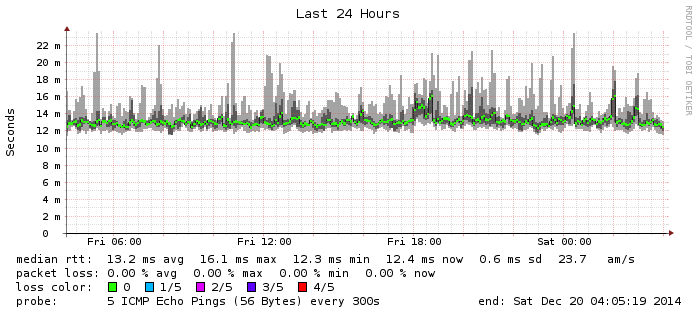 Last 24 Hours
RRDTOOL / TOBI OETIKER
Seconds
22 m
20 m
18 m
16 m
14 m
12 m
10 m
8 m
6 m
4 m
2 m
0
Fri 06:00 Fri 12:00 Fri 18:00 Sat 00:00
median rtt: 13.2 ms avg 16.1 ms max 12.3 ms min 12.4 ms now 0.6 ms sd 23.7 am/s
packet loss: 0.00 % avg 0.00 % max 0.00 % min 0.00 % now
loss color: 0 1/5 2/5 3/5 4/5
probe: 5 ICMP Echo Pings (56 Bytes) every 300s end: Sat Dec 20 04:05:19 2014